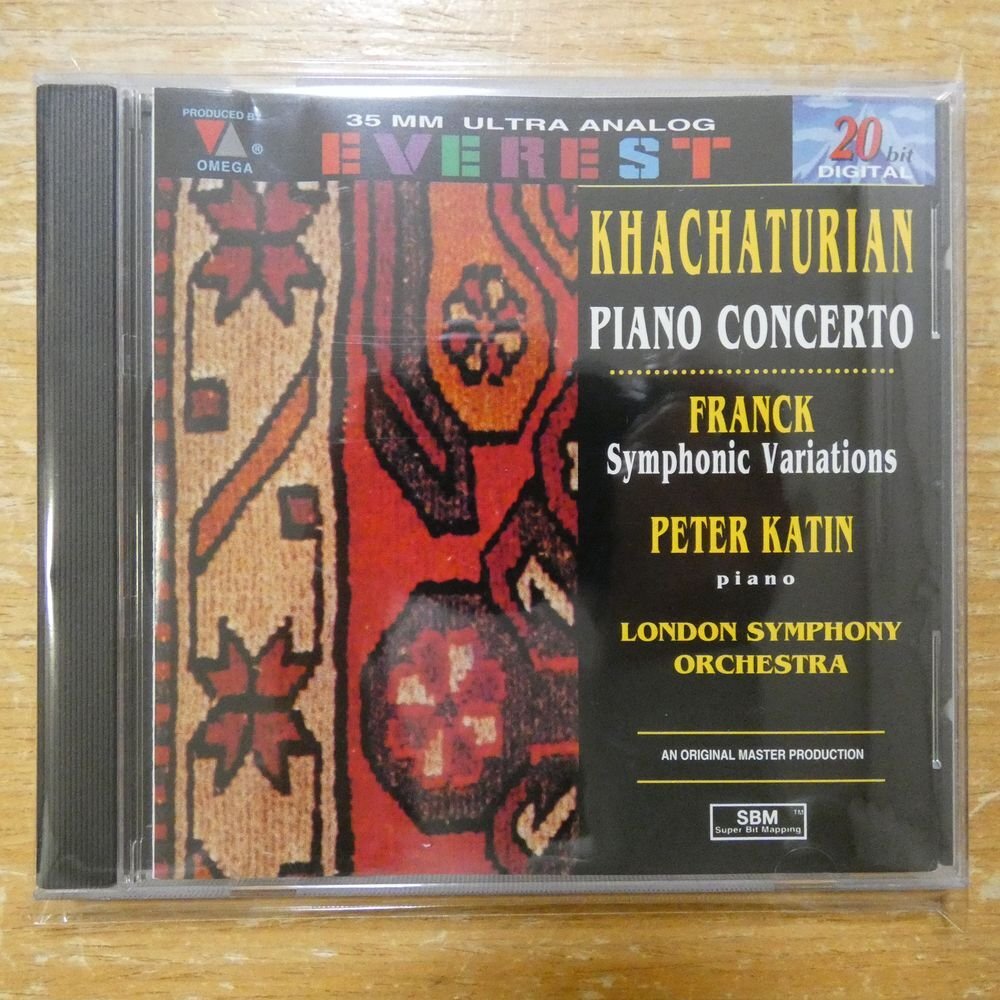 PRODUCED BY
OMEGA ®
35 MM ULTRA ANALOG
EVEREST
20 bit
DIGITAL
KHACHATURIAN
PIANO CONCERTO
FRANCK
Symphonic Variations
PETER KATIN
piano
LONDON SYMPHONY
ORCHESTRA
AN ORIGINAL MASTER PRODUCTION
SBM ™
Super Bit Mapping